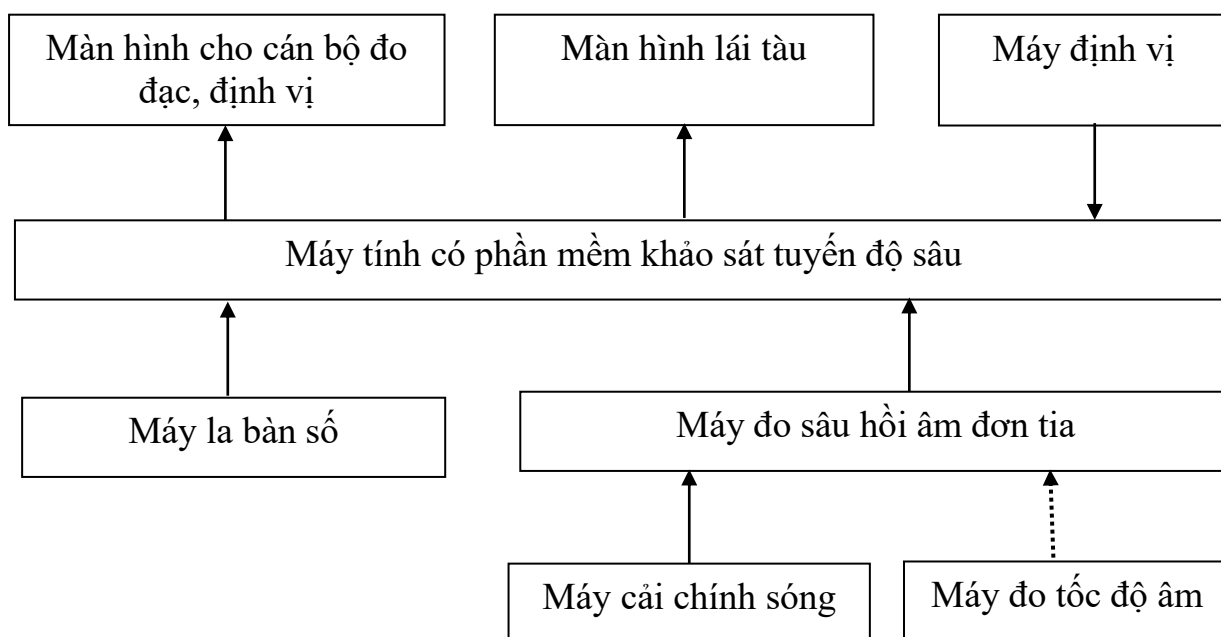 Màn hình cho cán bộ đo
đạc, định vị
Màn hình lái tàu
Máy định vị
Máy tính có phần mềm khảo sát tuyến độ sâu
Máy la bàn số
Máy đo sâu hồi âm đơn tia
Máy cải chính sóng
Máy đo tốc độ âm